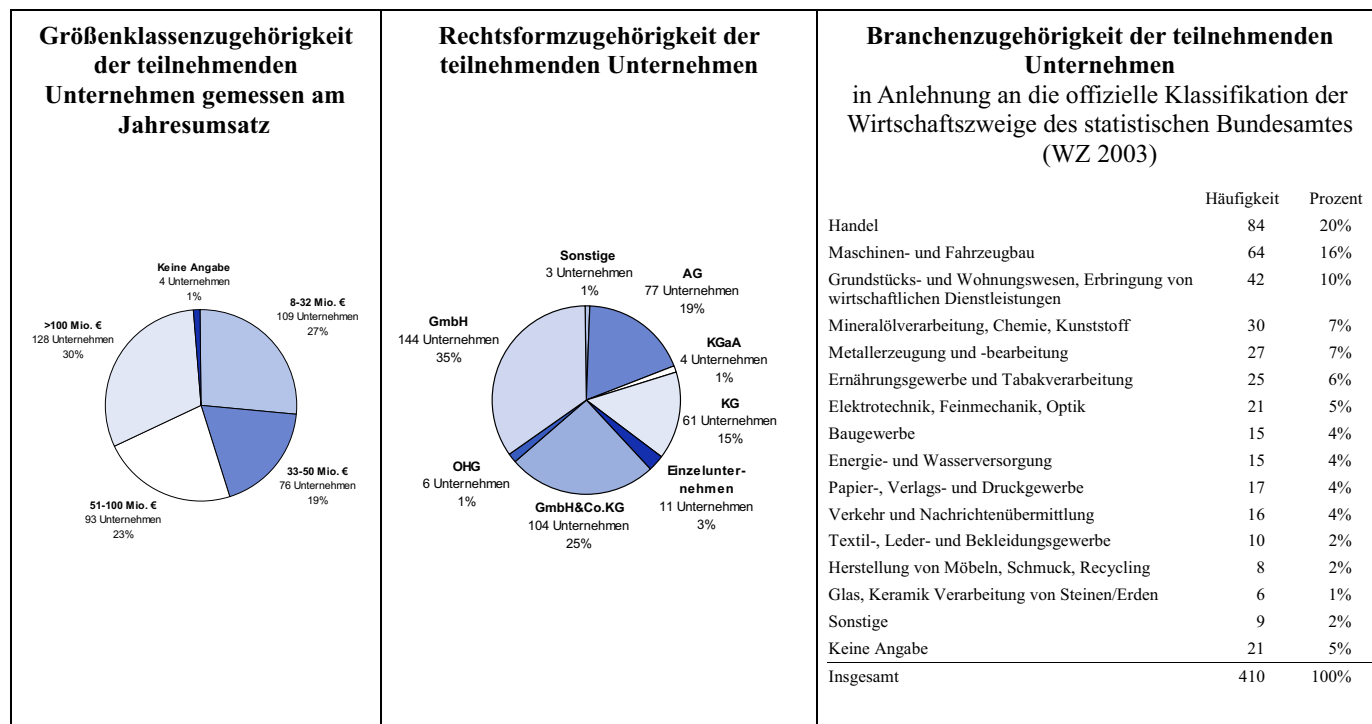 Größenklassenzugehörigkeit
der teilnehmenden
Unternehmen gemessen am
Jahresumsatz
Keine Angabe
4 Unternehmen
1%
8-32 Mio. €
109 Unternehmen
27%
>100 Mio. €
128 Unternehmen
30%
33-50 Mio. €
76 Unternehmen
19%
51-100 Mio. €
93 Unternehmen
23%
Rechtsformzugehörigkeit der
teilnehmenden Unternehmen
Sonstige
3 Unternehmen
1%
AG
77 Unternehmen
19%
GmbH
144 Unternehmen
35%
KGaA
4 Unternehmen
1%
KG
61 Unternehmen
15%
OHG
6 Unternehmen
1%
Einzelunter-
nehmen
11 Unternehmen
3%
GmbH&Co.KG
104 Unternehmen
25%
Branchenzugehörigkeit der teilnehmenden
Unternehmen
in Anlehnung an die offizielle Klassifikation der
Wirtschaftszweige des statistischen Bundesamtes
(WZ 2003)
Häufigkeit Prozent
Handel 84 20%
Maschinen- und Fahrzeugbau 64 16%
Grundstücks- und Wohnungswesen, Erbringung von 42 10%
wirtschaftlichen Dienstleistungen
Mineralölverarbeitung, Chemie, Kunststoff 30 7%
Metallerzeugung und -bearbeitung 27 7%
Ernährungsgewerbe und Tabakverarbeitung 25 6%
Elektrotechnik, Feinmechanik, Optik 21 5%
Baugewerbe 15 4%
Energie- und Wasserversorgung 15 4%
Papier-, Verlags- und Druckgewerbe 17 4%
Verkehr und Nachrichtenübermittlung 16 4%
Textil-, Leder- und Bekleidungsgewerbe 10 2%
Herstellung von Möbeln, Schmuck, Recycling 8 2%
Glas, Keramik Verarbeitung von Steinen/Erden 6 1%
Sonstige 9 2%
Keine Angabe 21 5%
Insgesamt 410 100%